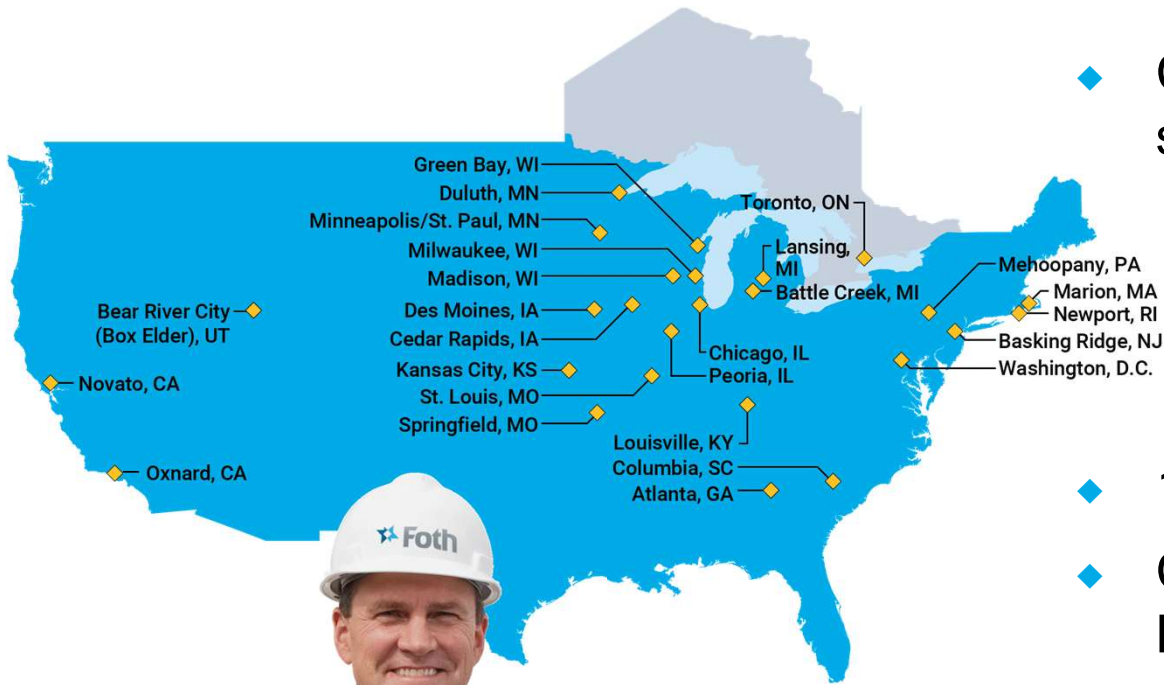 Green Bay, WI
Duluth, MN
Minneapolis/St. Paul, MN
Milwaukee, WI
Madison, WI
Des Moines, IA
Cedar Rapids, IA
Kansas City, KS
St. Louis, MO
Springfield, MO
Bear River City
(Box Elder), UT
Novato, CA
Oxnard, CA
Toronto, ON
Lansing,
MI
Battle Creek, MI
Chicago, IL
Peoria, IL
Louisville, KY
Columbia, SC
Atlanta, GA
Mehoopany, PA
Marion, MA
Newport, RI
Basking Ridge, NJ
Washington, D.C.
Foth